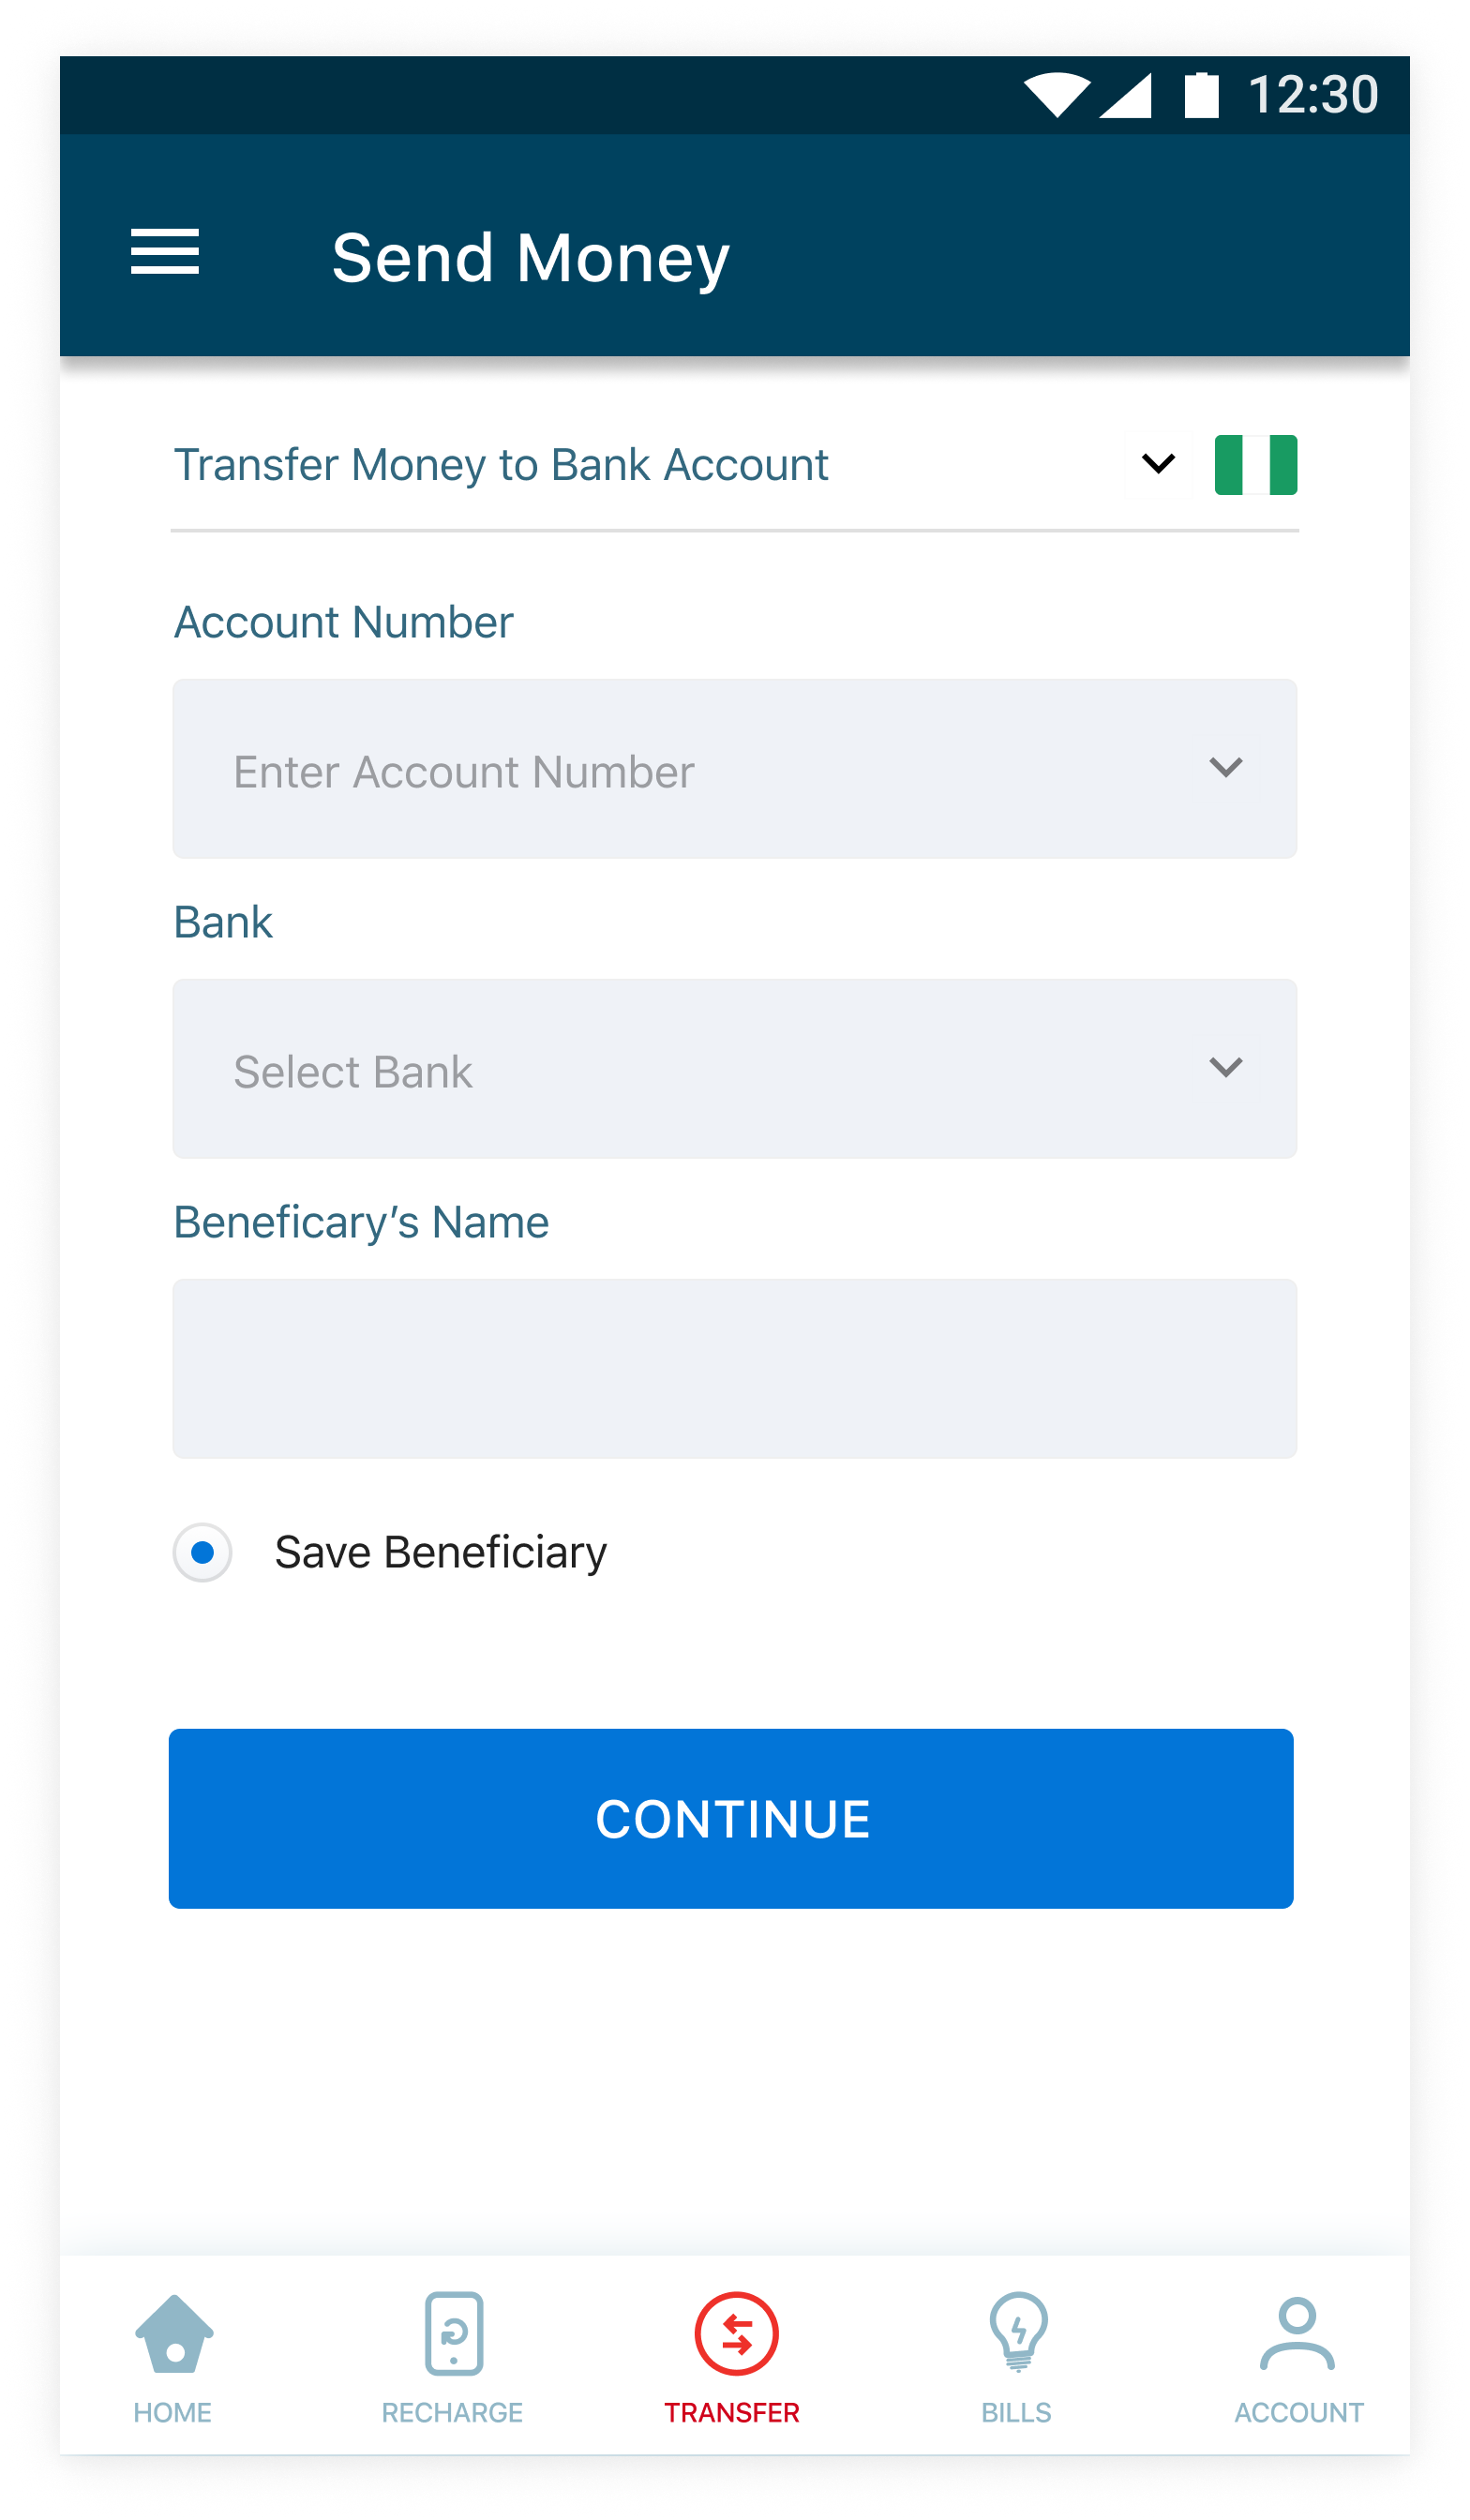 12:30
Send Money
Transfer Money to Bank Account
Account Number
Enter Account Number
Bank
Select Bank
Beneficary’s Name
Save Beneficiary
CONTINUE
HOME RECHARGE TRANSFER BILLS ACCOUNT